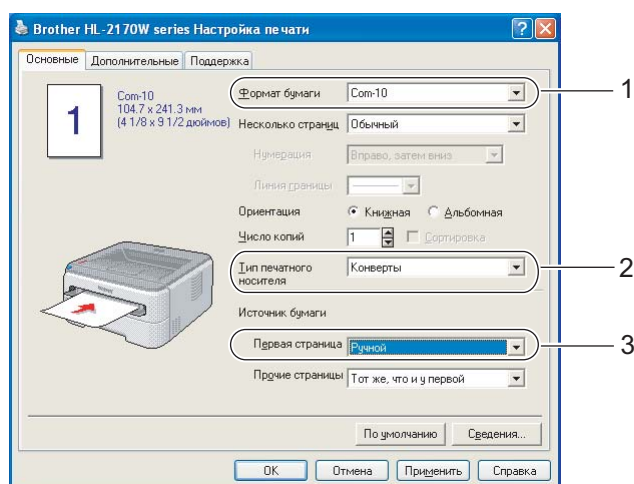 Brother HL-2170W series Настройка печати
Основные Дополнительные Поддержка
1
Com-10
104.7 x 241.3 мм
(4 1/8 x 9 1/2 дюймов)
Формат бумаги Com-10 1
Несколько страниц Обычный
Нумерация Вправо, затем вниз
Линия границы
Ориентация Книжная Альбомная
Число копий 1 Сортировка
Тип печатного носителя Конверты 2
Источник бумаги
Первая страница Ручной 3
Прочие страницы Тот же, что и у первой
По умолчанию Сведения...
OK Отмена Применить Справка